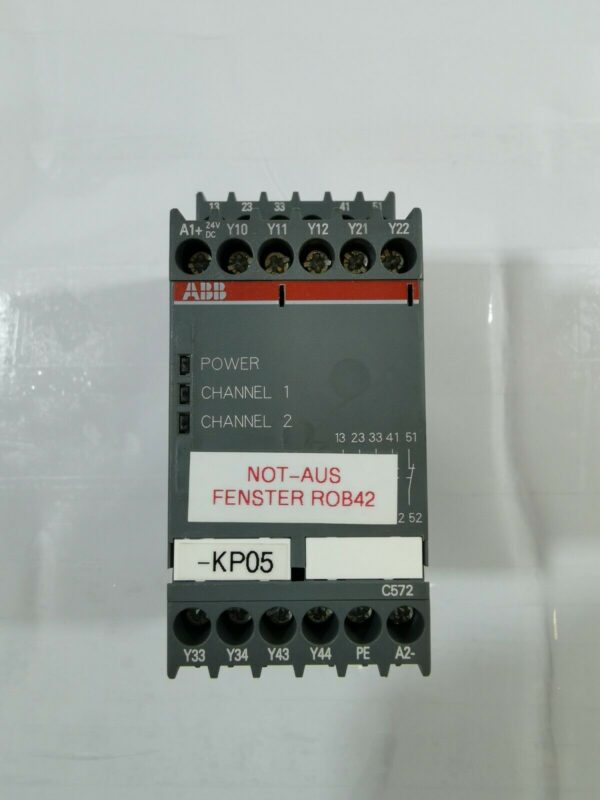 13 23 33 41 51
A1+ 24V DC Y10 Y11 Y12 Y21 Y22
ABB
POWER
CHANNEL 1
CHANNEL 2
13 23 33 41 51
NOT-AUS
FENSTER ROB42
2 52
-KP05
C572
Y33 Y34 Y43 Y44 PE A2-